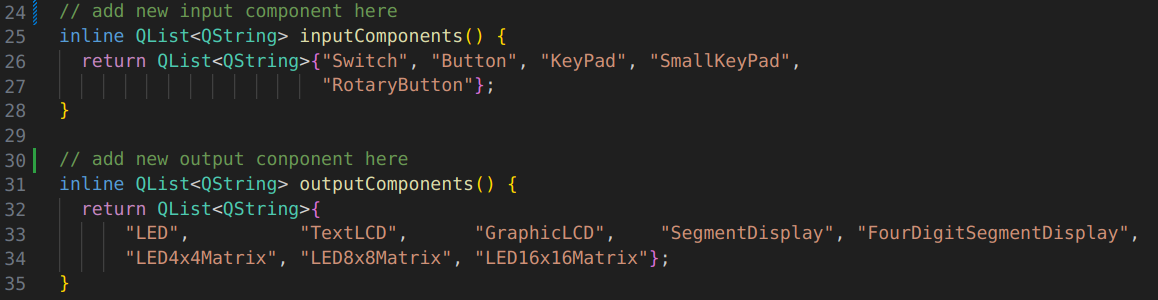 24 // add new input component here
25 inline QList<QString> inputComponents() {
26   return QList<QString>{"Switch", "Button", "KeyPad", "SmallKeyPad",
27                         "RotaryButton"};
28 }
29
30 // add new output conponent here
31 inline QList<QString> outputComponents() {
32   return QList<QString>{
33       "LED",          "TextLCD",      "GraphicLCD",    "SegmentDisplay", "FourDigitSegmentDisplay",
34       "LED4x4Matrix", "LED8x8Matrix", "LED16x16Matrix"};
35 }